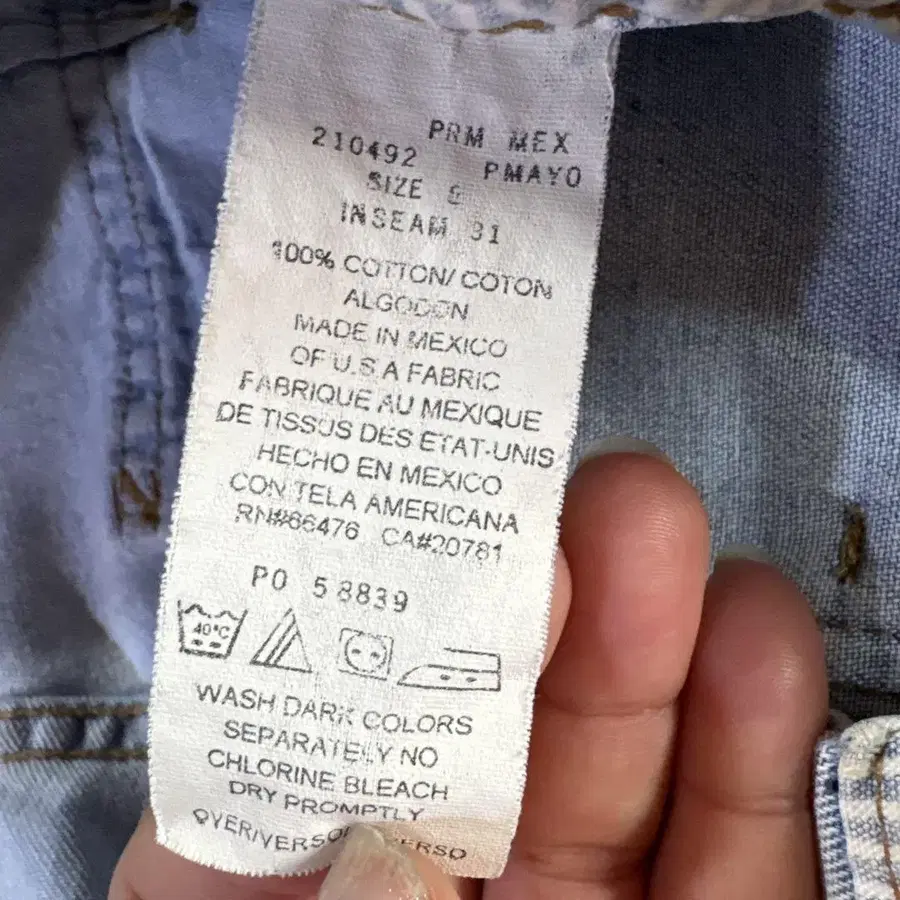 PRM MEX
210492 PMAYO
SIZE
INSEAM 31
100% COTTON/ COTON
ALGODON
MADE IN MEXICO
OF U.S A FABRIC
FABRIQUE AU MEXIQUE
DE TISSUS DES ETAT-UNIS
HECHO EN MEXICO
CON TELA AMERICANA
RN#66476 CA#20781
PO 58839
40°C
WASH DARK COLORS
SEPARATELY NO
CHLORINE BLEACH
DRY PROMPTLY